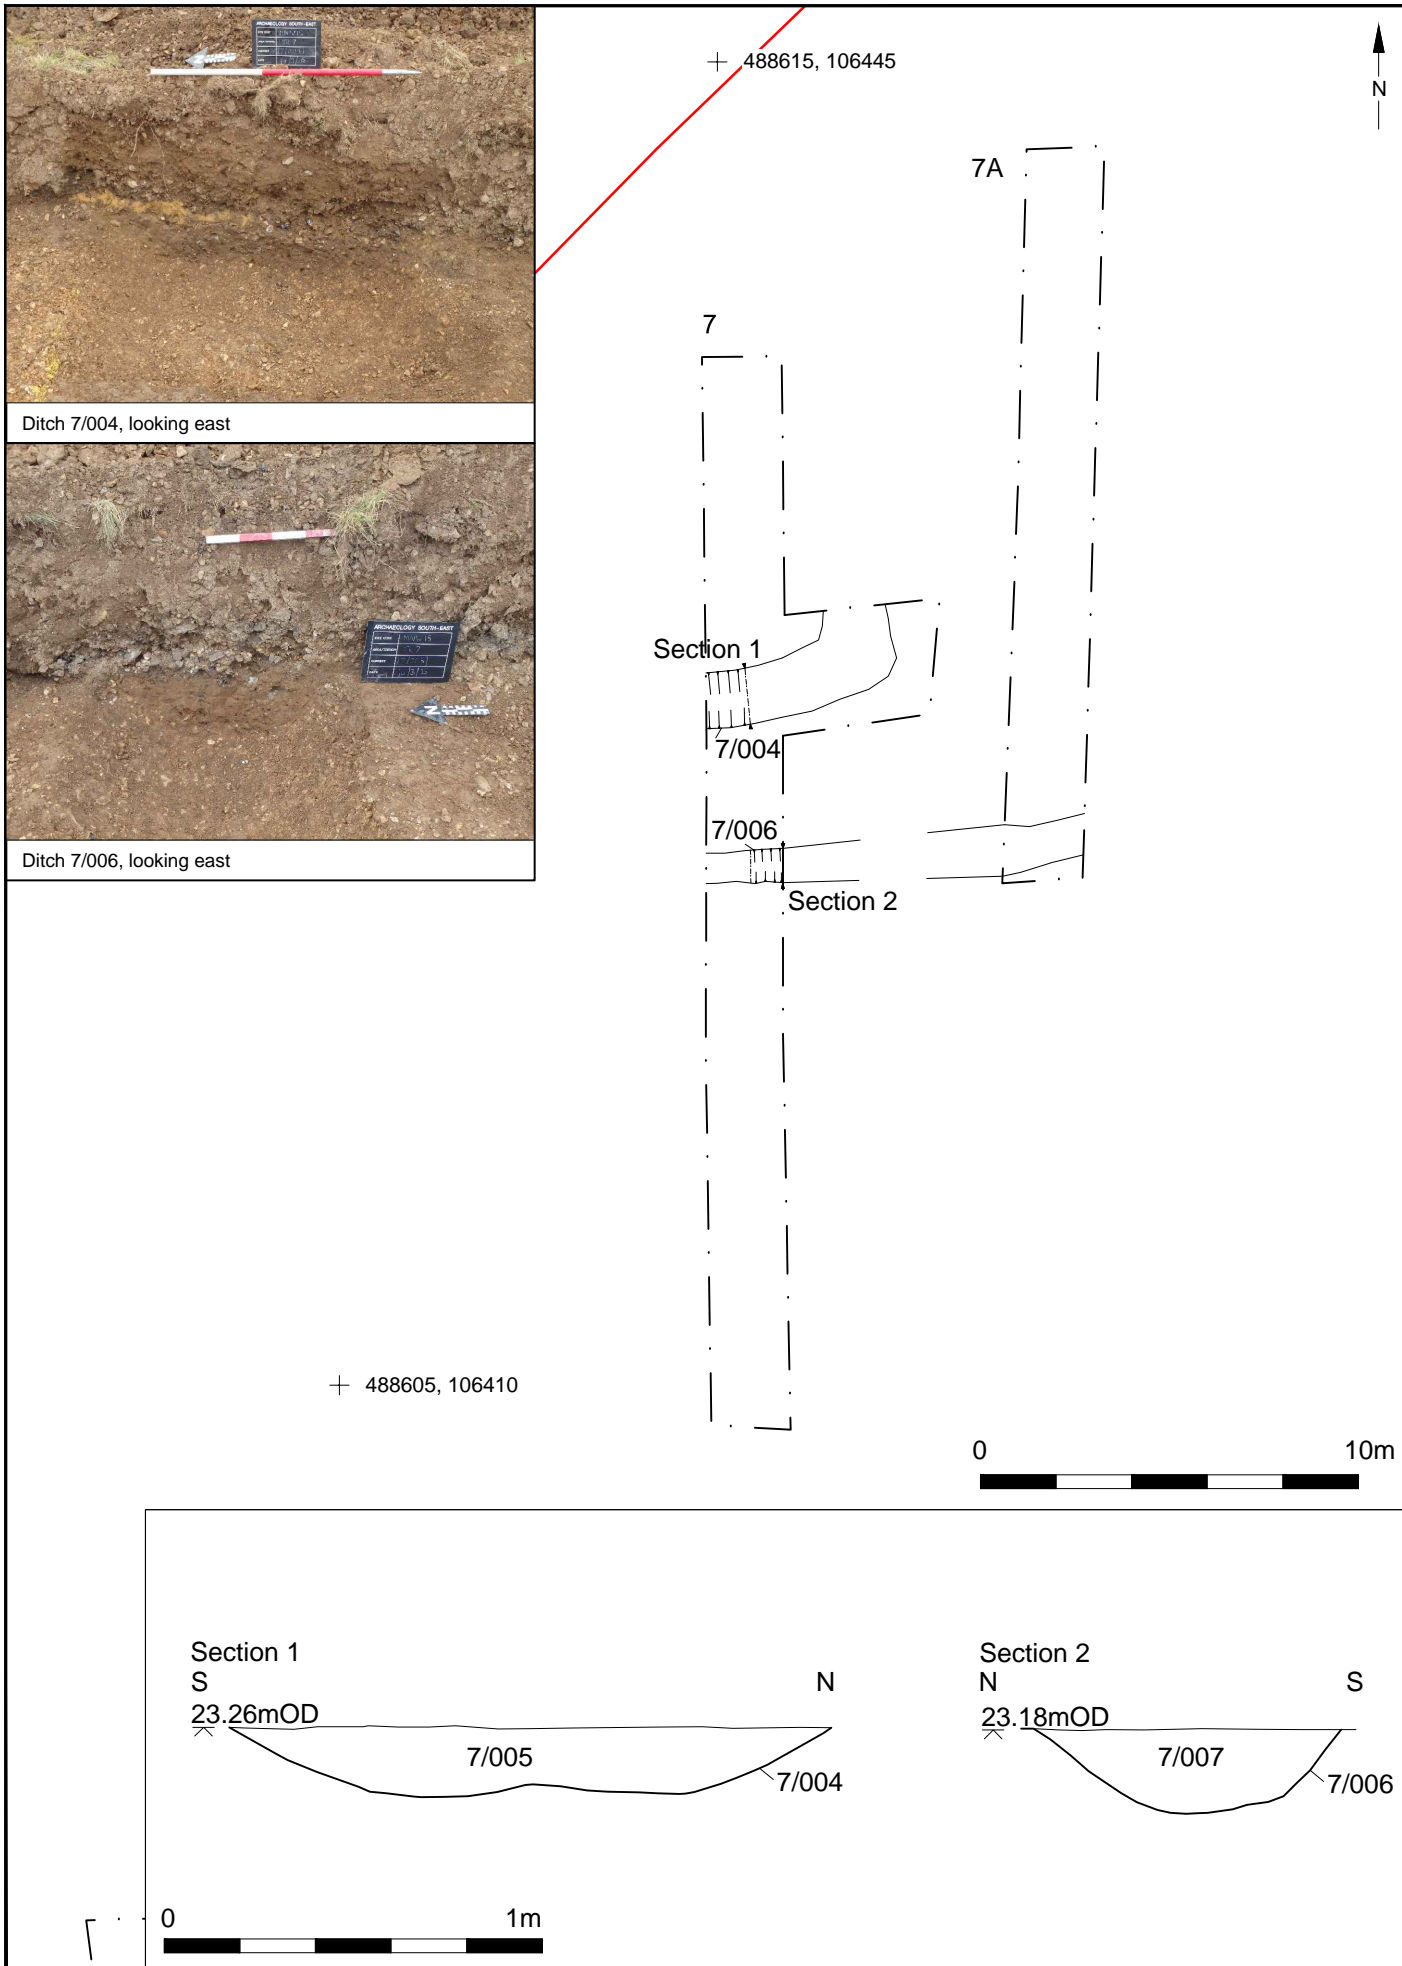 ARCHAEOLOGY SOUTH-EAST
Ditch 7/004, looking east
ARCHAEOLOGY SOUTH-EAST
N
Ditch 7/006, looking east
488615, 106445
N
7A
7
Section 1
7/004
7/006
Section 2
488605, 106410
0 10m
Section 1
S N
23.26mOD
7/005
7/004
Section 2
N S
23.18mOD
7/007
7/006
0 1m